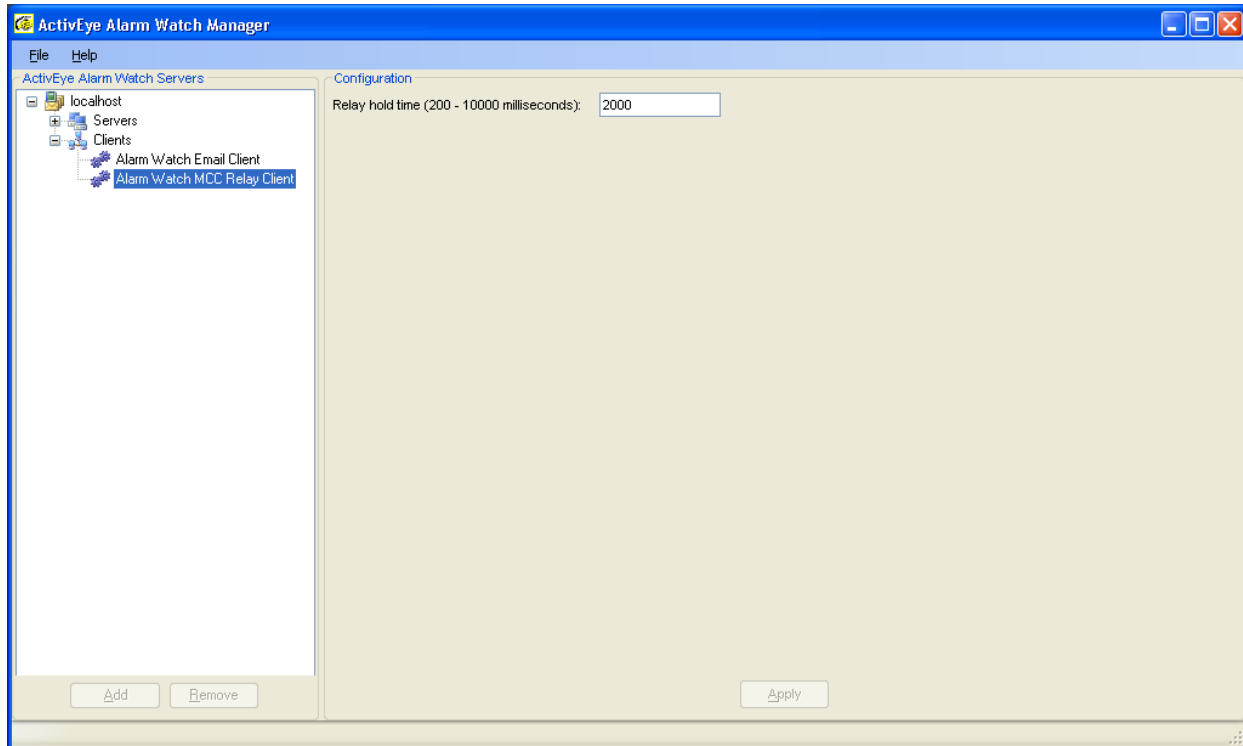 ActivEye Alarm Watch Manager
File Help
ActivEye Alarm Watch Servers
localhost
Servers
Clients
Alarm Watch Email Client
Alarm Watch MCC Relay Client
Add Remove
Configuration
Relay hold time (200 - 10000 milliseconds): 2000
Apply